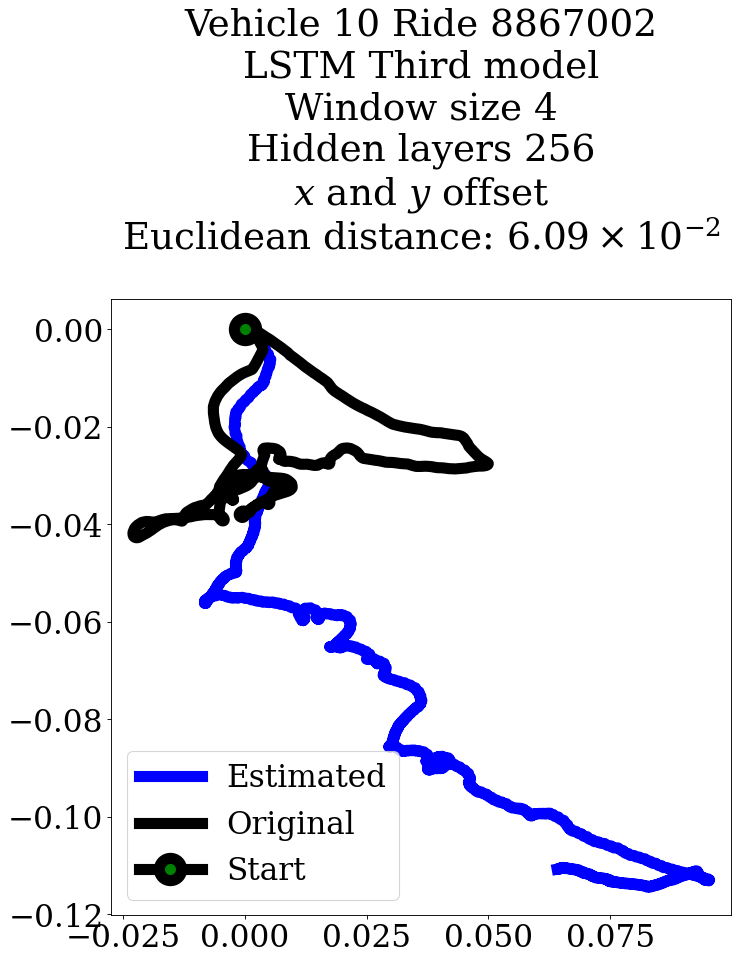 Vehicle 10 Ride 8867002
LSTM Third model
Window size 4
Hidden layers 256
x and y offset
Euclidean distance: 6.09 × 10⁻²
0.00
−0.02
−0.04
−0.06
−0.08
−0.10
−0.12
Estimated
Original
Start
−0.025 0.000 0.025 0.050 0.075